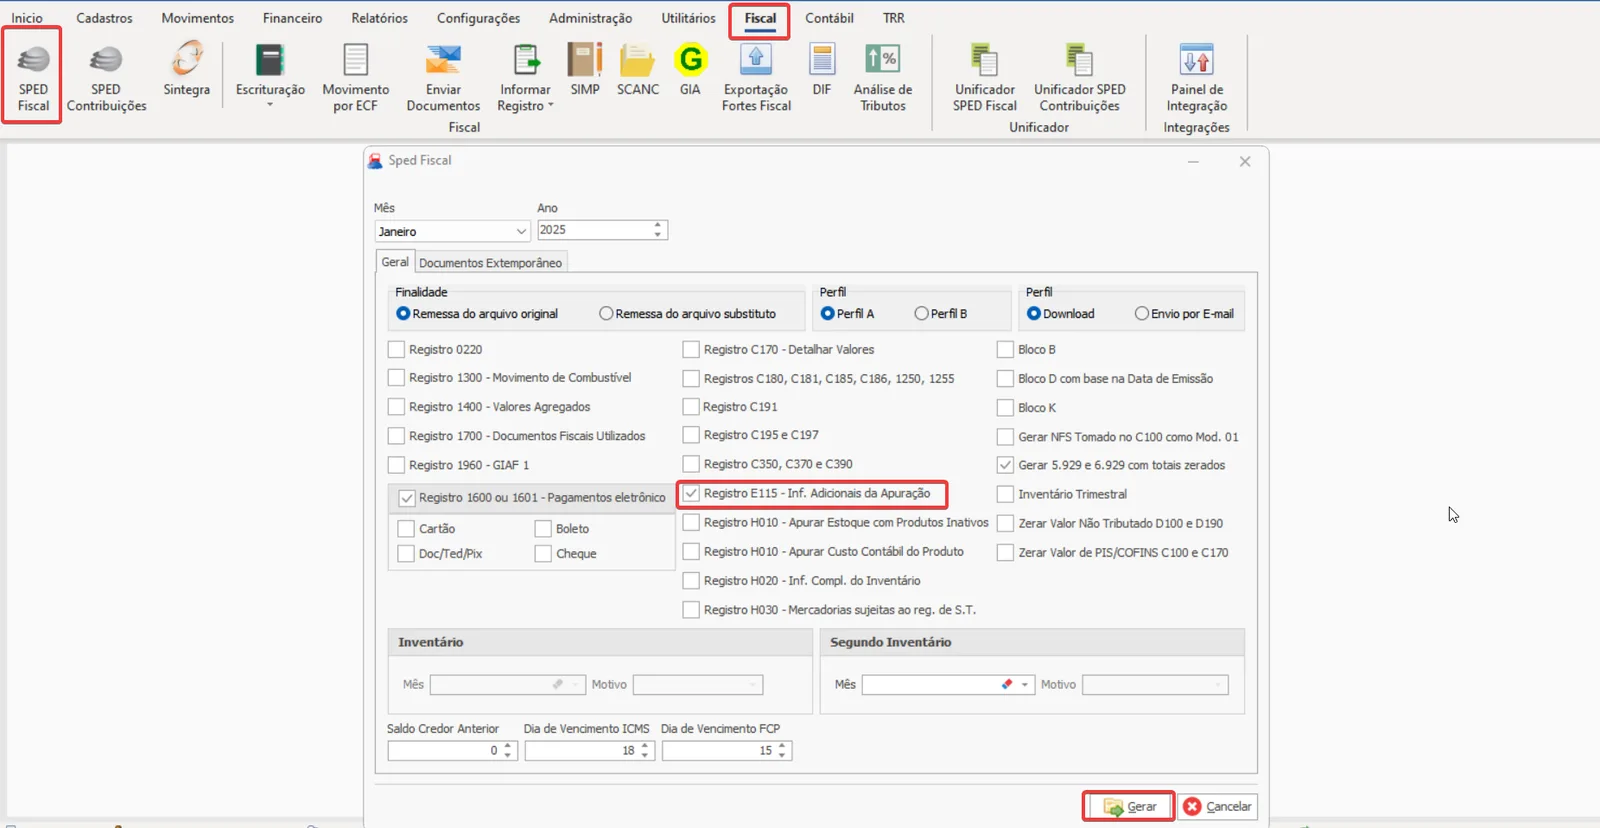 Inicio Cadastros Movimentos Financeiro Relatórios Configurações Administração Utilitários Fiscal Contábil TRR
SPED Fiscal
SPED Contribuições
Sintegra
Escrituração
Movimento por ECF
Enviar Documentos
Informar Registro
SIMP
SCANC
G
GIA
Exportação Fortes Fiscal
DIF
%
Análise de Tributos
Unificador SPED Fiscal
Unificador SPED Contribuições
Painel de Integração
Fiscal
Unificador
Integrações
Sped Fiscal
Mês
Ano
Janeiro
2025
Geral
Documentos Extemporâneo
Finalidade
Remessa do arquivo original
Remessa do arquivo substituto
Perfil
Perfil A
Perfil B
Perfil
Download
Envio por E-mail
Registro 0220
Registro 1300 - Movimento de Combustível
Registro 1400 - Valores Agregados
Registro 1700 - Documentos Fiscais Utilizados
Registro 1960 - GIAF 1
Registro 1600 ou 1601 - Pagamentos eletrônico
Cartão
Boleto
Doc/Ted/Pix
Cheque
Registro C170 - Detalhar Valores
Registros C180, C181, C185, C186, 1250, 1255
Registro C191
Registro C195 e C197
Registro C350, C370 e C390
Registro E115 - Inf. Adicionais da Apuração
Registro H010 - Apurar Estoque com Produtos Inativos
Registro H010 - Apurar Custo Contábil do Produto
Registro H020 - Inf. Compl. do Inventário
Registro H030 - Mercadorias sujeitas ao reg. de S.T.
Bloco B
Bloco D com base na Data de Emissão
Bloco K
Gerar NFS Tomado no C100 como Mod. 01
Gerar 5.929 e 6.929 com totais zerados
Inventário Trimestral
Zerar Valor Não Tributado D100 e D190
Zerar Valor de PIS/COFINS C100 e C170
Inventário
Mês
Motivo
Segundo Inventário
Mês
Motivo
Saldo Credor Anterior
Dia de Vencimento ICMS
Dia de Vencimento FCP
0
18
15
Gerar
Cancelar